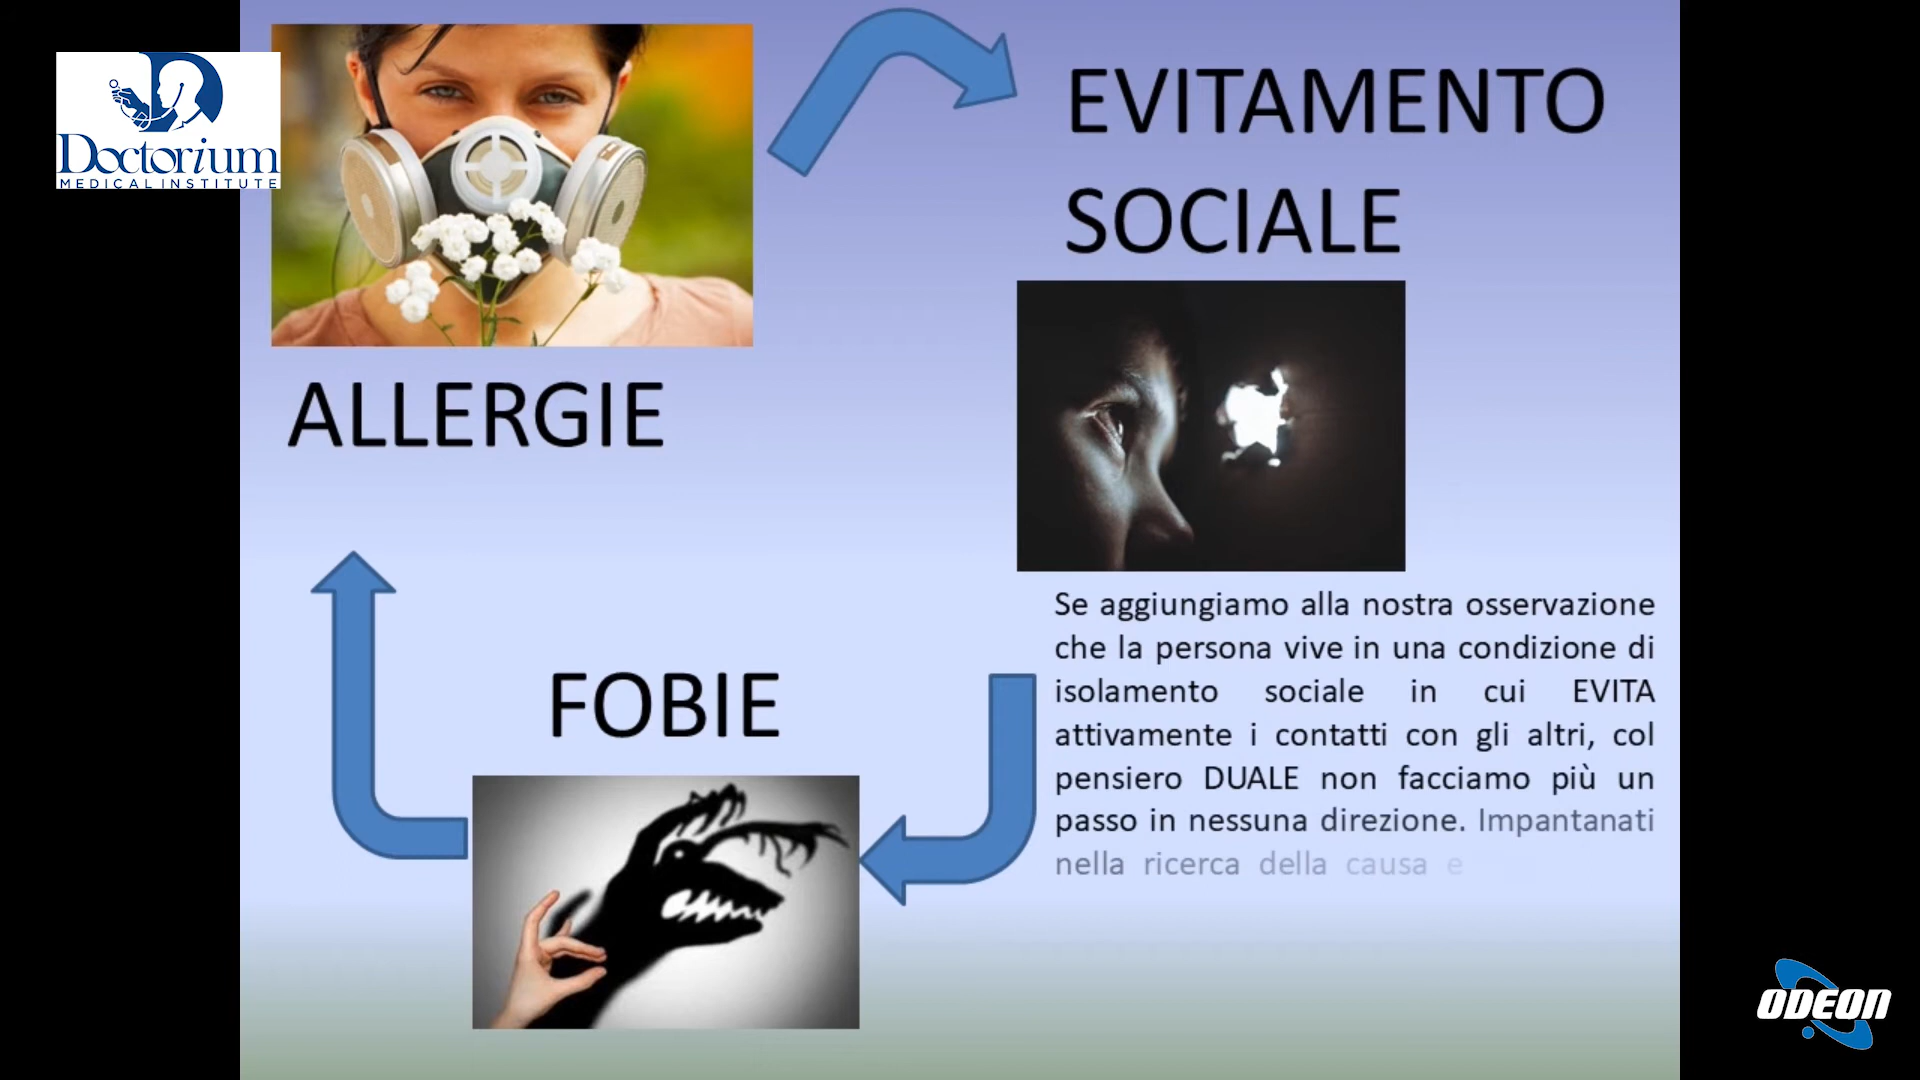 Doctorium
MEDICAL INSTITUTE
EVITAMENTO
SOCIALE
ALLERGIE
FOBIE
Se aggiungiamo alla nostra osservazione
che la persona vive in una condizione di
isolamento sociale in cui EVITA
attivamente i contatti con gli altri, col
pensiero DUALE non facciamo più un
passo in nessuna direzione. Impantanati
nella ricerca della causa e
ODEON